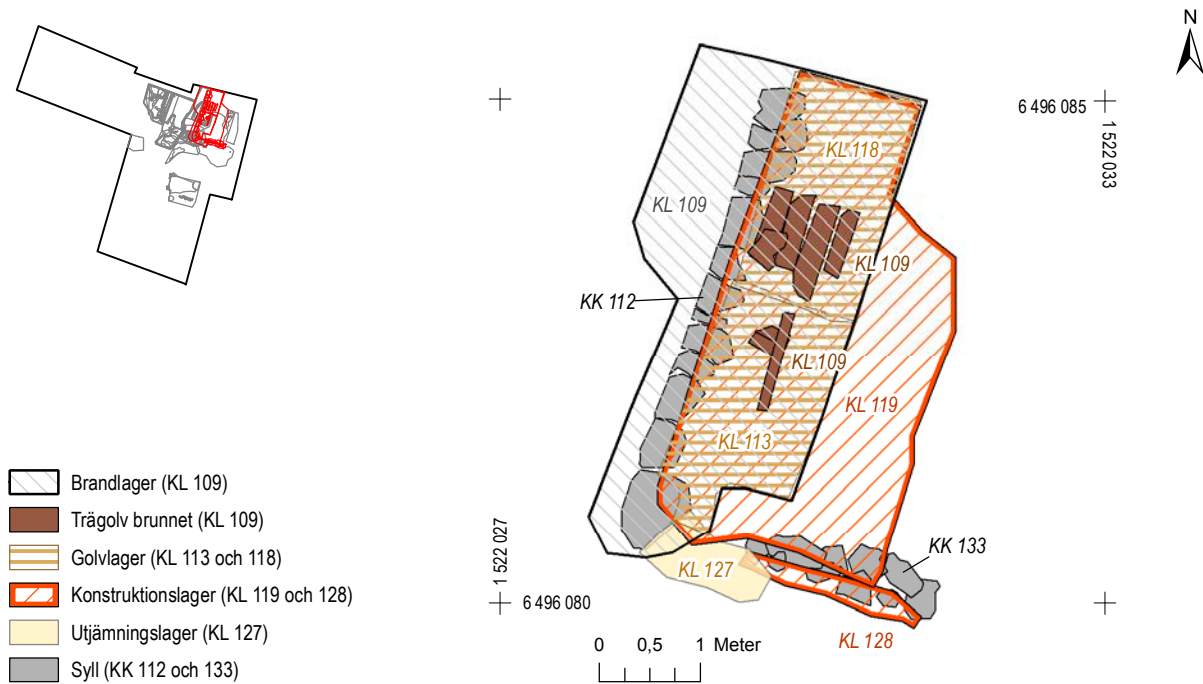 N
6 496 085
1 522 033
KL 118
KL 109
KL 109
KK 112
KL 109
KL 119
KL 113
KK 133
KL 127
1 522 027
6 496 080
KL 128
0 0,5 1 Meter
Brandlager (KL 109)
Trägolv brunnet (KL 109)
Golvlager (KL 113 och 118)
Konstruktionslager (KL 119 och 128)
Utjämningslager (KL 127)
Syll (KK 112 och 133)